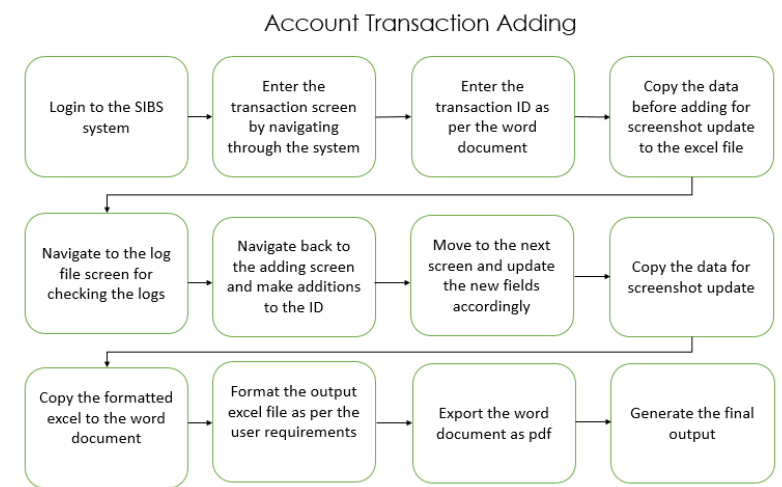 Account Transaction Adding
Login to the SIBS
system
Enter the
transaction screen
by navigating
through the system
Enter the
transaction ID as
per the word
document
Copy the data
before adding for
screenshot update
to the excel file
Navigate to the log
file screen for
checking the logs
Navigate back to
the adding screen
and make additions
to the ID
Move to the next
screen and update
the new fields
accordingly
Copy the data for
screenshot update
Copy the formatted
excel to the word
document
Format the output
excel file as per the
user requirements
Export the word
document as pdf
Generate the final
output